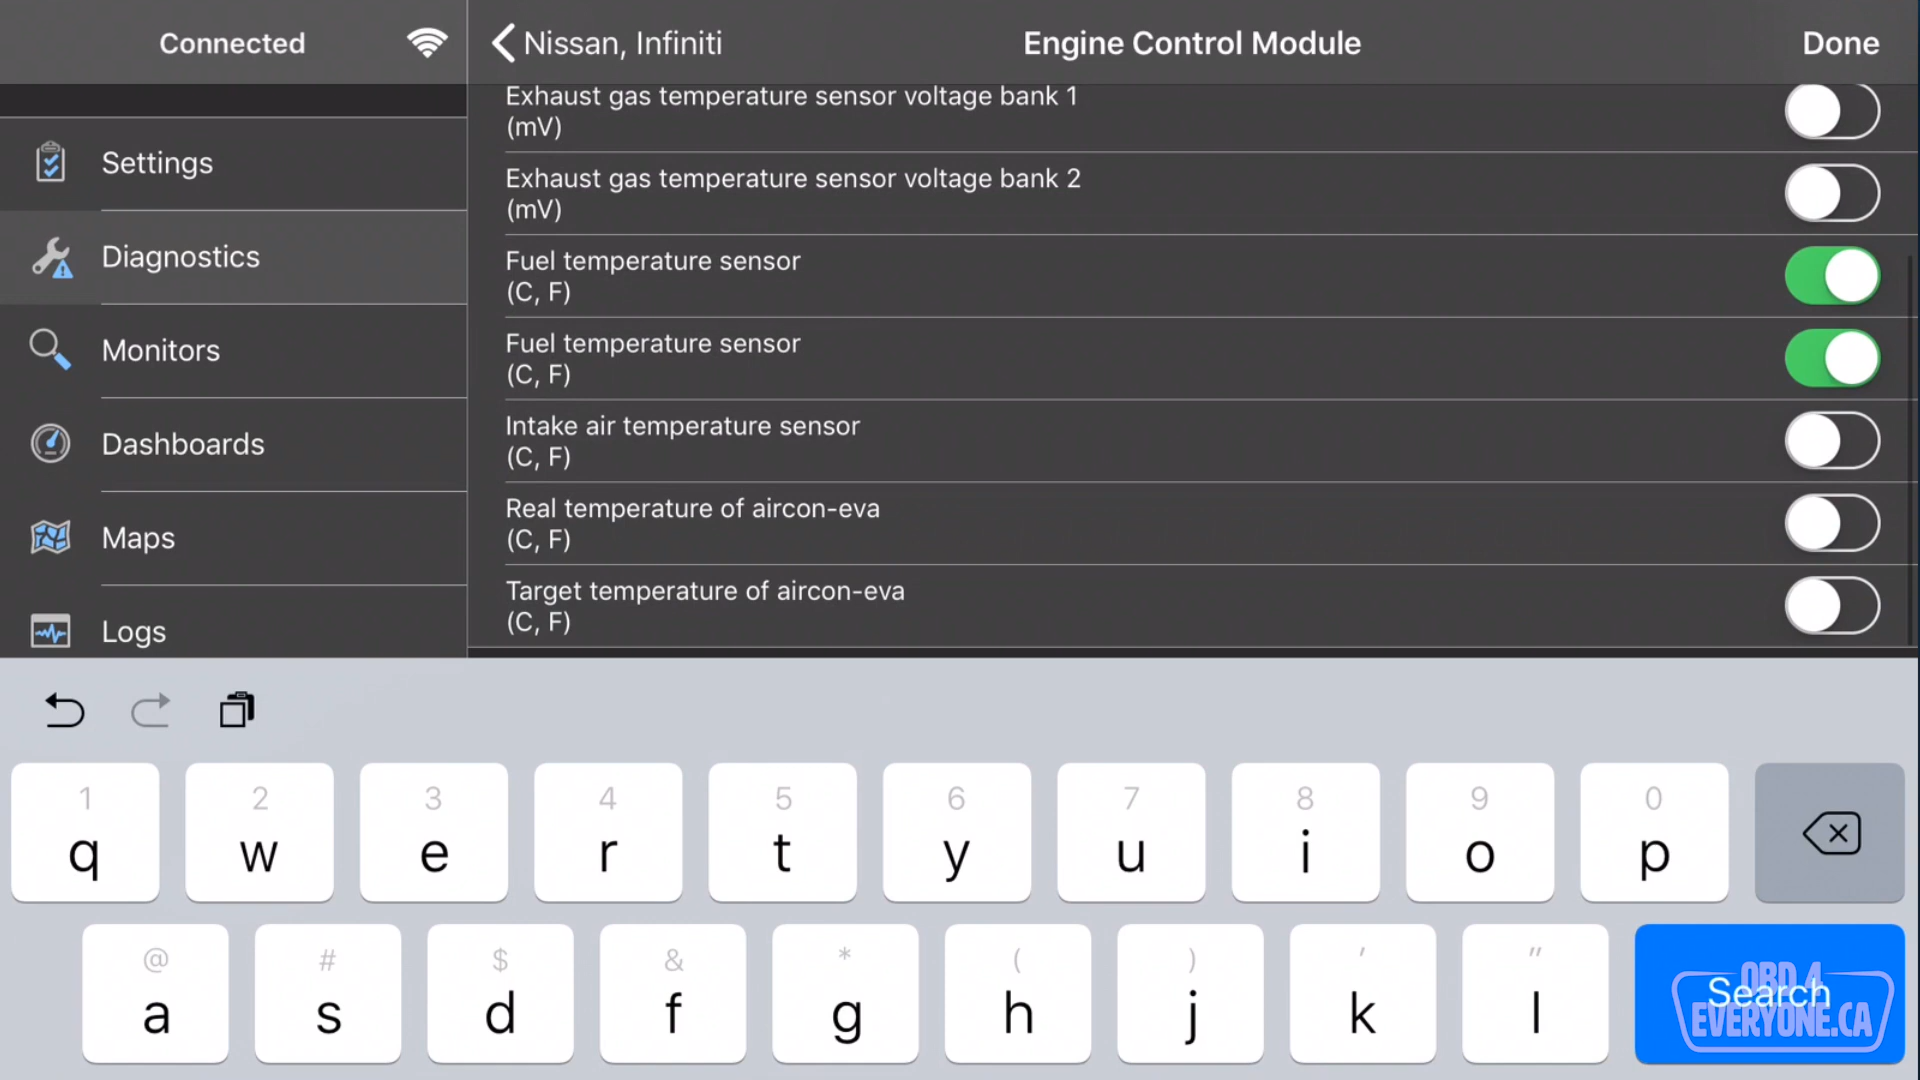 Connected
Nissan, Infiniti
Engine Control Module
Done
Settings
Diagnostics
Monitors
Dashboards
Maps
Logs
Exhaust gas temperature sensor voltage bank 1
(mV)
Exhaust gas temperature sensor voltage bank 2
(mV)
Fuel temperature sensor
(C, F)
Fuel temperature sensor
(C, F)
Intake air temperature sensor
(C, F)
Real temperature of aircon-eva
(C, F)
Target temperature of aircon-eva
(C, F)
1 2 3 4 5 6 7 8 9 0
q w e r t y u i o p
@ # $ & * ( ) ' "
a s d f g h j k l
Search
OBD 4
EVERYONE.CA